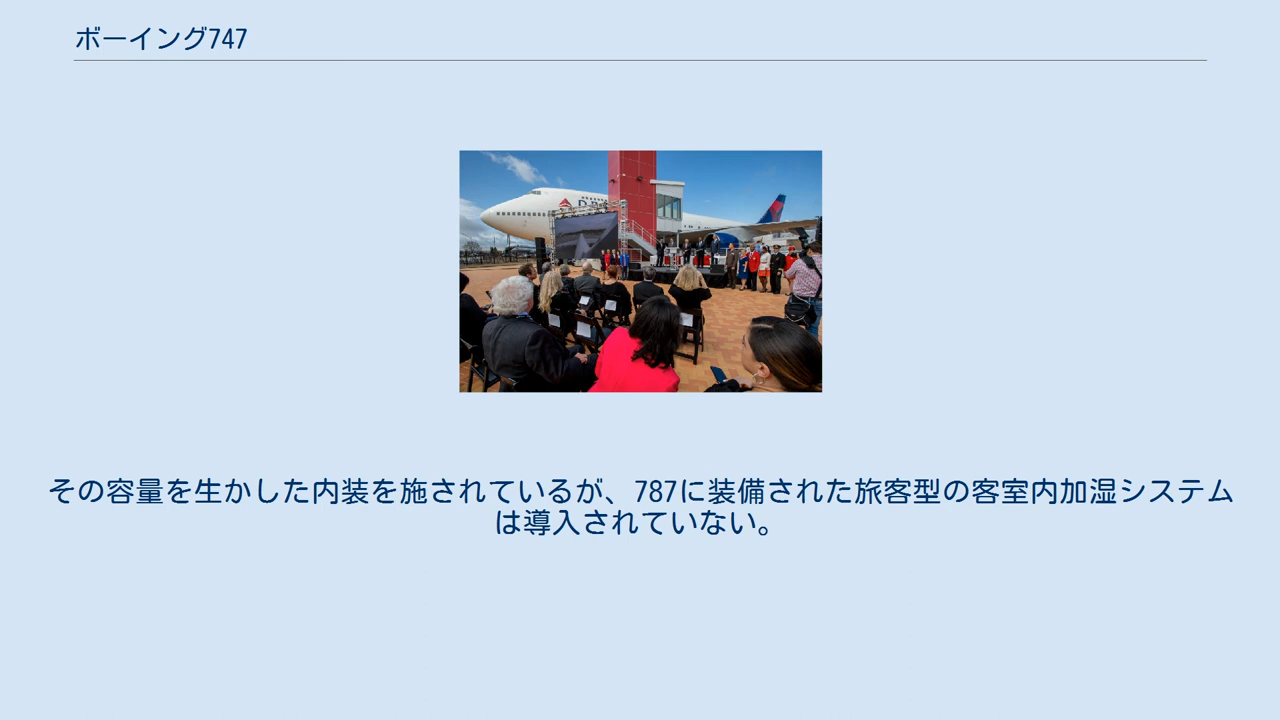 ボーイング747
その容量を生かした内装を施されているが、787に装備された旅客型の客室内加湿システム
は導入されていない。